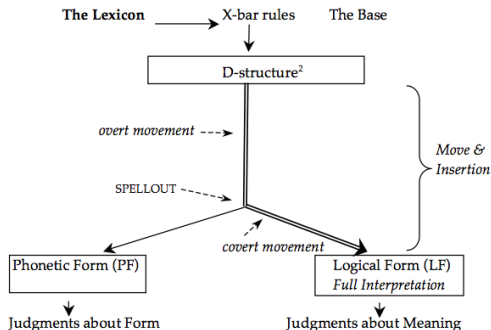 The Lexicon X-bar rules The Base
D-structure²
overt movement
Move &
Insertion
SPELLOUT
covert movement
Phonetic Form (PF)
Logical Form (LF)
Full Interpretation
Judgments about Form
Judgments about Meaning